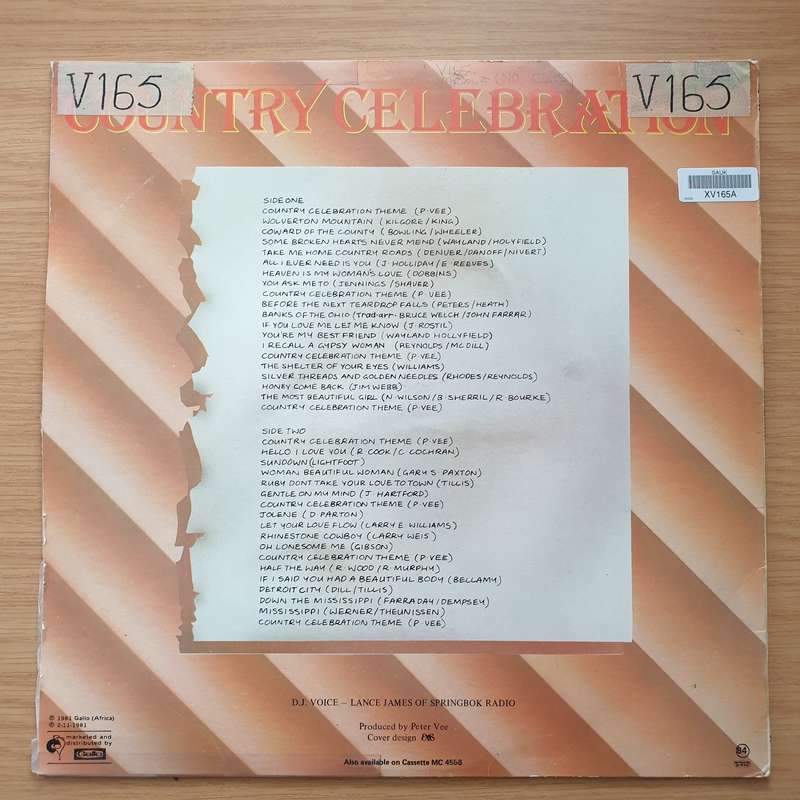 V165
V165
COUNTRY CELEBRATION
SAUK
XV165A
SIDE ONE
COUNTRY CELEBRATION THEME (P. VEE)
WOLVERTON MOUNTAIN (KILGORE/KING)
COWARD OF THE COUNTY (BOWLING/WHEELER)
SOME BROKEN HEARTS NEVER MEND (WAYLAND/HOLYFIELD)
TAKE ME HOME COUNTRY ROADS (DENVER/DANOFF/NIVERT)
ALL I EVER NEED IS YOU (J. HOLLIDAY/E. REEVES)
HEAVEN IS MY WOMAN'S LOVE (DOBBINS)
YOU ASK ME TO (JENNINGS/SHAVER)
COUNTRY CELEBRATION THEME (P. VEE)
BEFORE THE NEXT TEARDROP FALLS (PETERS/HEATH)
BANKS OF THE OHIO (Trad-arr. BRUCE WELCH/JOHN FARRAR)
IF YOU LOVE ME LET ME KNOW (J. ROSTIL)
YOU'RE MY BEST FRIEND (WAYLAND HOLLYFIELD)
I RECALL A GYPSY WOMAN (REYNOLDS/MC DILL)
COUNTRY CELEBRATION THEME (P. VEE)
THE SHELTER OF YOUR EYES (WILLIAMS)
SILVER THREADS AND GOLDEN NEEDLES (RHODES/REYNOLDS)
HONEY COME BACK (JIM WEBB)
THE MOST BEAUTIFUL GIRL (N. WILSON/B. SHERRIL/R. BOURKE)
COUNTRY CELEBRATION THEME (P. VEE)
SIDE TWO
COUNTRY CELEBRATION THEME (P. VEE)
HELLO I LOVE YOU (R. COOK/C. COCHRAN)
SUNDOWN (LIGHTFOOT)
WOMAN BEAUTIFUL WOMAN (GARY S. PAXTON)
RUBY DONT TAKE YOUR LOVE TO TOWN (TILLIS)
GENTLE ON MY MIND (J. HARTFORD)
COUNTRY CELEBRATION THEME (P. VEE)
JOLENE (D. PARTON)
LET YOUR LOVE FLOW (LARRY E. WILLIAMS)
RHINESTONE COWBOY (LARRY WEIS)
OH LONESOME ME (GIBSON)
COUNTRY CELEBRATION THEME (P. VEE)
HALF THE WAY (R. WOOD/R. MURPHY)
IF I SAID YOU HAD A BEAUTIFUL BODY (BELLAMY)
DETROIT CITY (DILL/TILLIS)
DOWN THE MISSISSIPPI (FARRADAY/DEMPSEY)
MISSISSIPPI (WERNER/THEUNISSEN)
COUNTRY CELEBRATION THEME (P. VEE)
D.J. VOICE – LANCE JAMES OF SPRINGBOK RADIO
Produced by Peter Vee
Cover design
℗ 1981 Gallo (Africa)
© 2-11-1981
marketed and
distributed by
Gallo
84
Also available on Cassette MC 4558